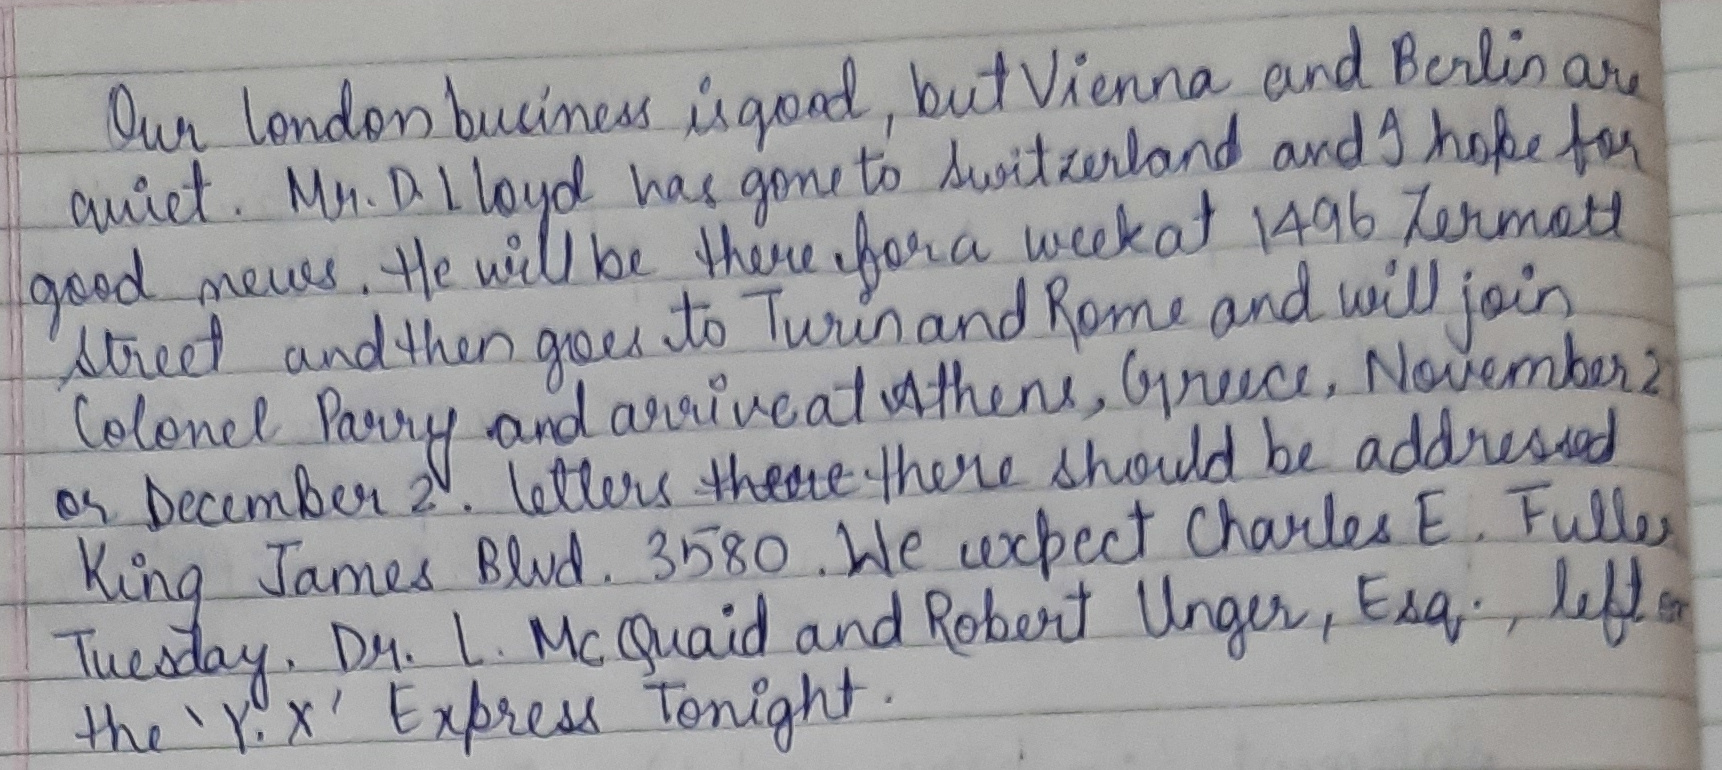 Our london buciness is good, but Vienna and Berlin are
quiet. Mr. D. Lloyd has gone to Switzerland and I hope for
good news. He will be there for a week at 1496 Zermott
street and then goes to Turin and Rome and will join
Colonel Parry and arrive at Athens, Greece, November 2
or December 2. letters there there should be addressed
King James Blvd. 3580. We expect Charles E. Fuller
Tuesday. Dr. L. McQuaid and Robert Unger, Esq., left on
the 'Y.X' Express Tonight.